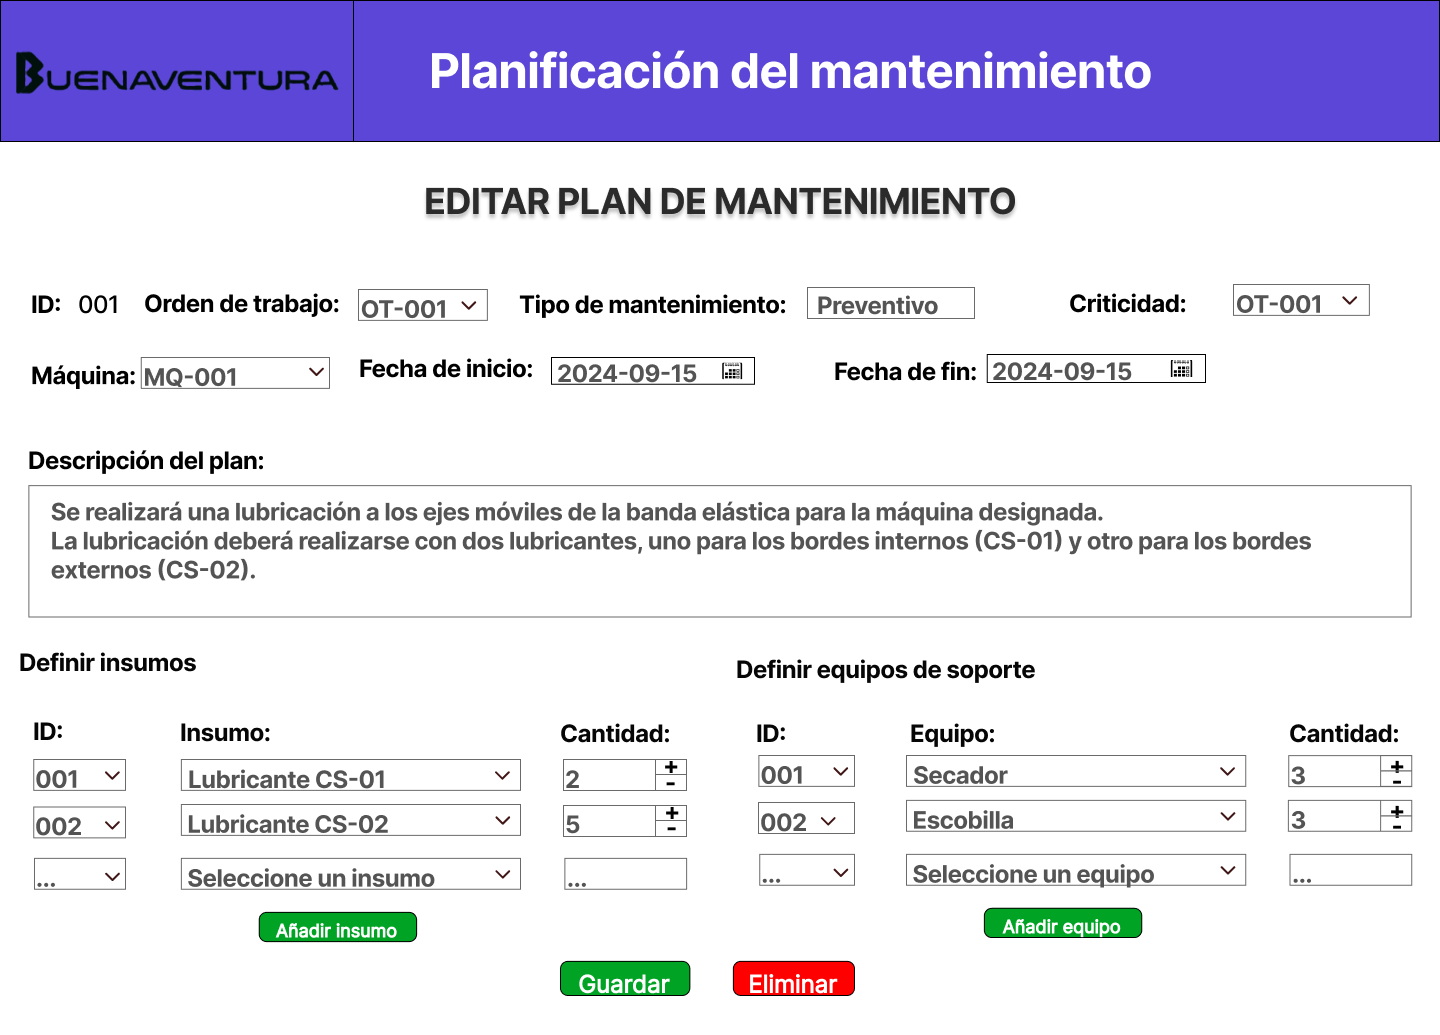 BUENAVENTURA
Planificación del mantenimiento
EDITAR PLAN DE MANTENIMIENTO
ID: 001 Orden de trabajo: OT-001 Tipo de mantenimiento: Preventivo Criticidad: OT-001
Máquina: MQ-001 Fecha de inicio: 2024-09-15 Fecha de fin: 2024-09-15
Descripción del plan:
Se realizará una lubricación a los ejes móviles de la banda elástica para la máquina designada.
La lubricación deberá realizarse con dos lubricantes, uno para los bordes internos (CS-01) y otro para los bordes
externos (CS-02).
Definir insumos
Definir equipos de soporte
ID: Insumo: Cantidad: ID: Equipo: Cantidad:
001 Lubricante CS-01 2 + - 001 Secador 3 + -
002 Lubricante CS-02 5 + - 002 Escobilla 3 + -
... Seleccione un insumo ... ... Seleccione un equipo ...
Añadir insumo Añadir equipo
Guardar Eliminar